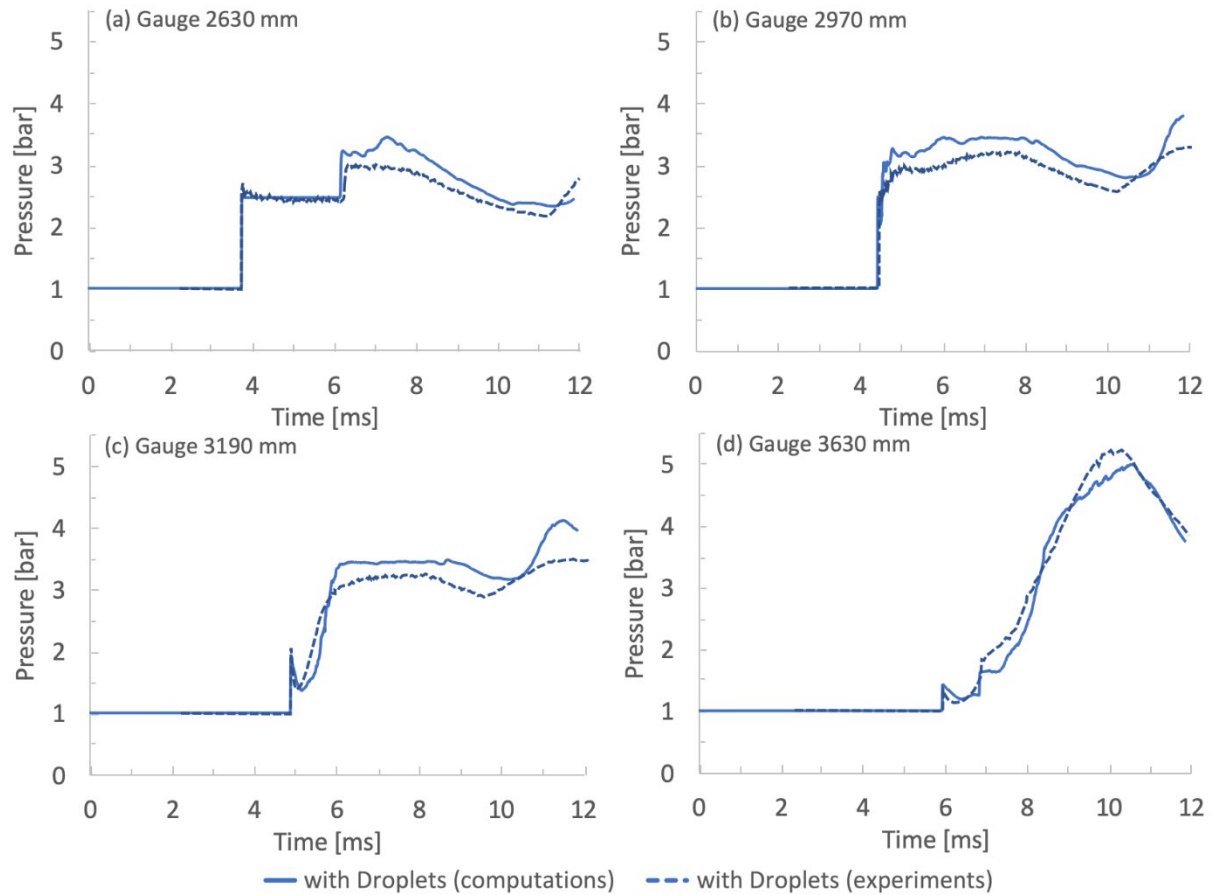 (a) Gauge 2630 mm
Pressure [bar]
5
4
3
2
1
0
0 2 4 6 8 10 12
Time [ms]
(b) Gauge 2970 mm
Pressure [bar]
5
4
3
2
1
0
0 2 4 6 8 10 12
Time [ms]
(c) Gauge 3190 mm
Pressure [bar]
5
4
3
2
1
0
0 2 4 6 8 10 12
Time [ms]
(d) Gauge 3630 mm
Pressure [bar]
5
4
3
2
1
0
0 2 4 6 8 10 12
Time [ms]
with Droplets (computations) with Droplets (experiments)